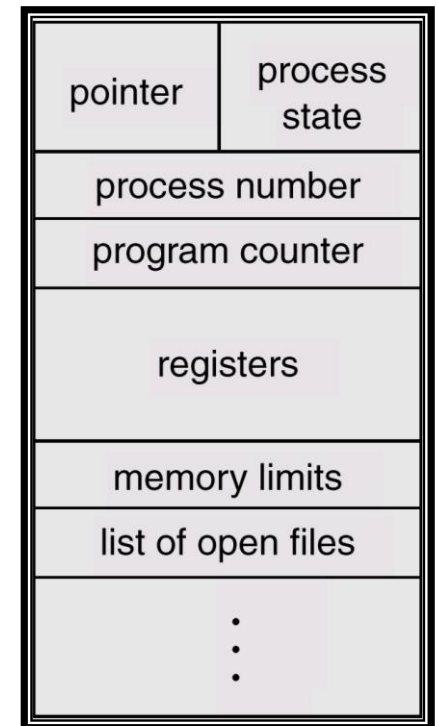 pointer
process
state
process number
program counter
registers
memory limits
list of open files
.
.
.